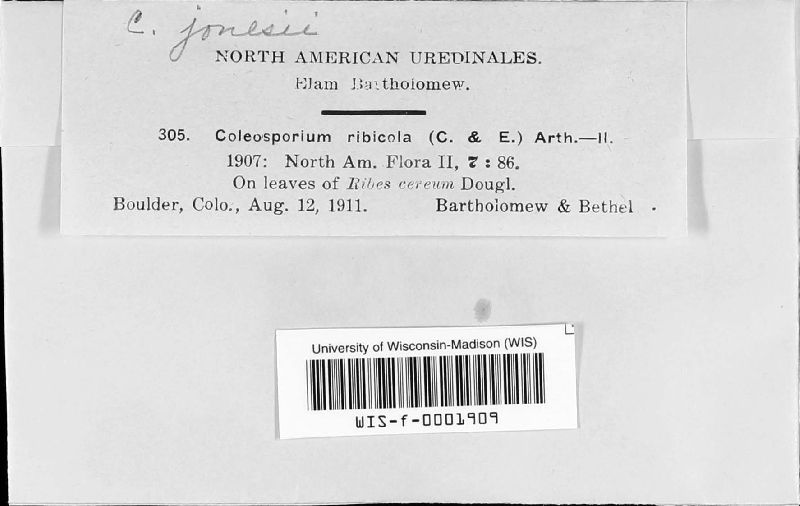 C. jonesii
NORTH AMERICAN UREDINALES.
Elam Bartholomew.
305. Coleosporium ribicola (C. & E.) Arth.—II.
1907: North Am. Flora II, 7 : 86.
On leaves of Ribes cereum Dougl.
Boulder, Colo., Aug. 12, 1911. Bartholomew & Bethel
University of Wisconsin-Madison (WIS)
WIS-f-0001909